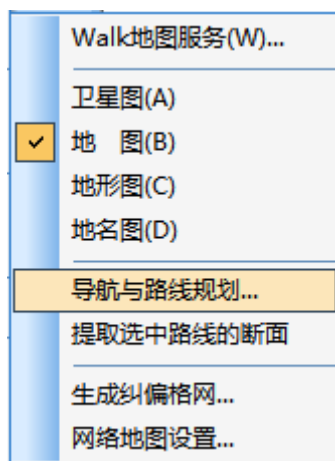 Walk地图服务(W)...
卫星图(A)
地　图(B)
地形图(C)
地名图(D)
导航与路线规划...
提取选中路线的断面
生成纠偏格网...
网络地图设置...